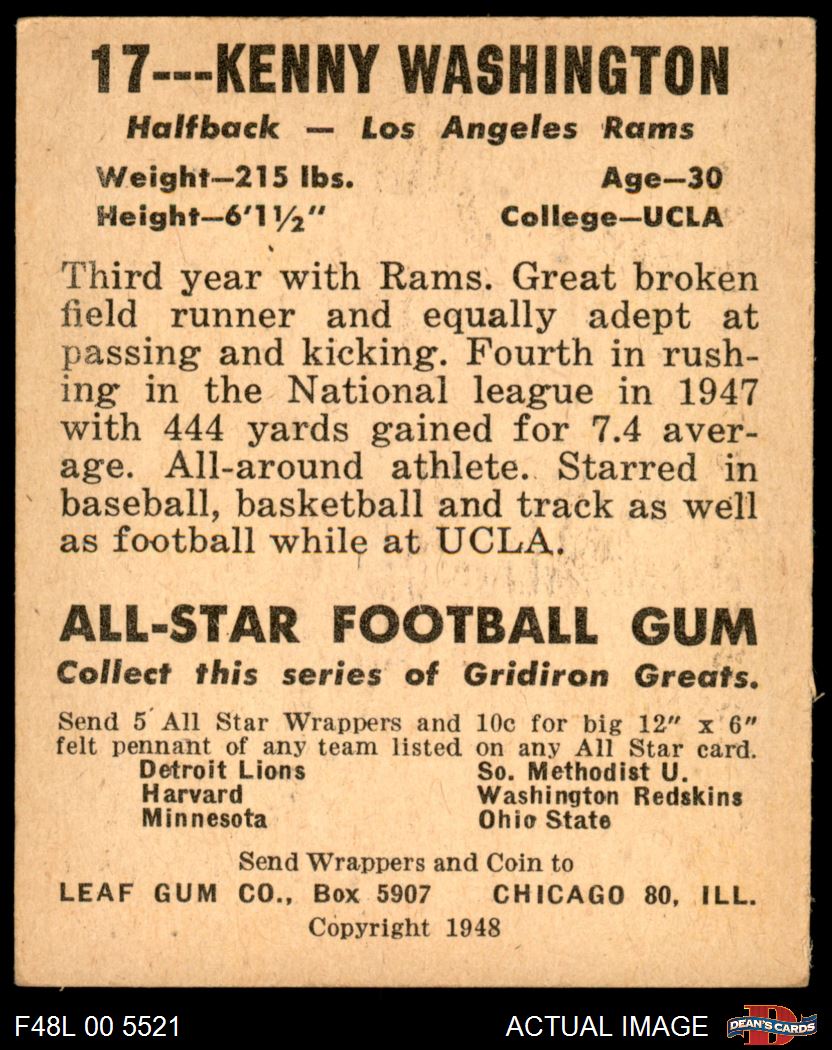 17---KENNY WASHINGTON
Halfback — Los Angeles Rams
Weight—215 lbs. Age—30
Height—6'1½" College—UCLA
Third year with Rams. Great broken
field runner and equally adept at
passing and kicking. Fourth in rush-
ing in the National league in 1947
with 444 yards gained for 7.4 aver-
age. All-around athlete. Starred in
baseball, basketball and track as well
as football while at UCLA.
ALL-STAR FOOTBALL GUM
Collect this series of Gridiron Greats.
Send 5 All Star Wrappers and 10c for big 12" x 6"
felt pennant of any team listed on any All Star card.
Detroit Lions So. Methodist U.
Harvard Washington Redskins
Minnesota Ohio State
Send Wrappers and Coin to
LEAF GUM CO., Box 5907 CHICAGO 80, ILL.
Copyright 1948
F48L 00 5521 ACTUAL IMAGE D DEAN'S CARDS